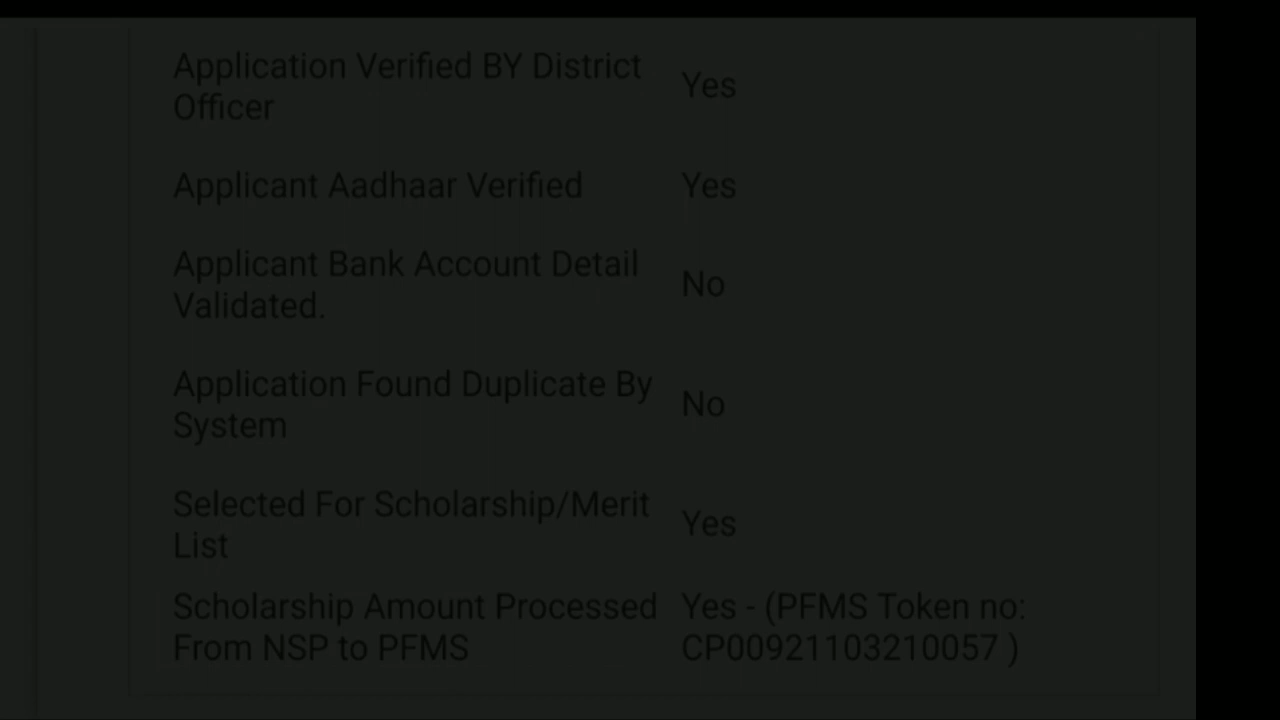 Application Verified BY District
Officer
Yes
Applicant Aadhaar Verified
Yes
Applicant Bank Account Detail
Validated.
No
Application Found Duplicate By
System
No
Selected For Scholarship/Merit
List
Yes
Scholarship Amount Processed
From NSP to PFMS
Yes - (PFMS Token no:
CP00921103210057 )